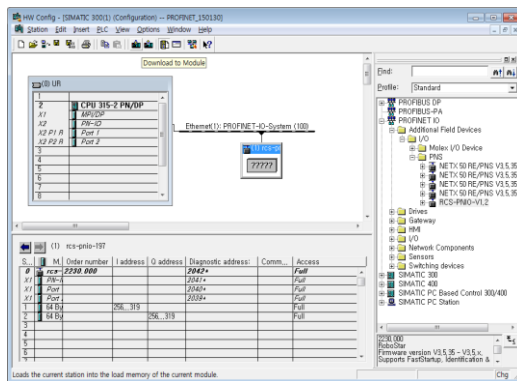 HW Config - [SIMATIC 300(1) (Configuration) -- PROFINET_150130]
Station Edit Insert PLC View Options Window Help
Download to Module
(0) UR
1
2 CPU 315-2 PN/DP
X1 MPI/DP
X2 PN-IO
X2 P1 R Port 1
X2 P2 R Port 2
3
4
5
6
7
8
Ethernet(1): PROFINET-IO-System (100)
(1) rcs-pn
?????
Find:
Profile: Standard
PROFIBUS DP
PROFIBUS-PA
PROFINET IO
Additional Field Devices
I/O
Molex I/O Device
PNS
NETX 50 RE/PNS V3.5.35
NETX 50 RE/PNS V3.5.35
NETX 50 RE/PNS V3.5.35
RCS-PNIO-V1.2
Drives
Gateway
HMI
I/O
Network Components
Sensors
Switching devices
SIMATIC 300
SIMATIC 400
SIMATIC PC Based Control 300/400
SIMATIC PC Station
(1) rcs-pnio-197
S... M. Order number I address Q address Diagnostic address: Comm... Access
0 rcs- 2230.000 2042* Full
X1 PN-I 2041* Full
X1 Port 2040* Full
X1 Port 2039* Full
1 64 By 256...319 Full
2 64 By 256...319 Full
3
4
5
6
7
2230.000
RoboStar
Firmware version V3.5.35 - V3.5.x,
Supports FastStartup, Identification &
Loads the current station into the load memory of the current module.
Chg